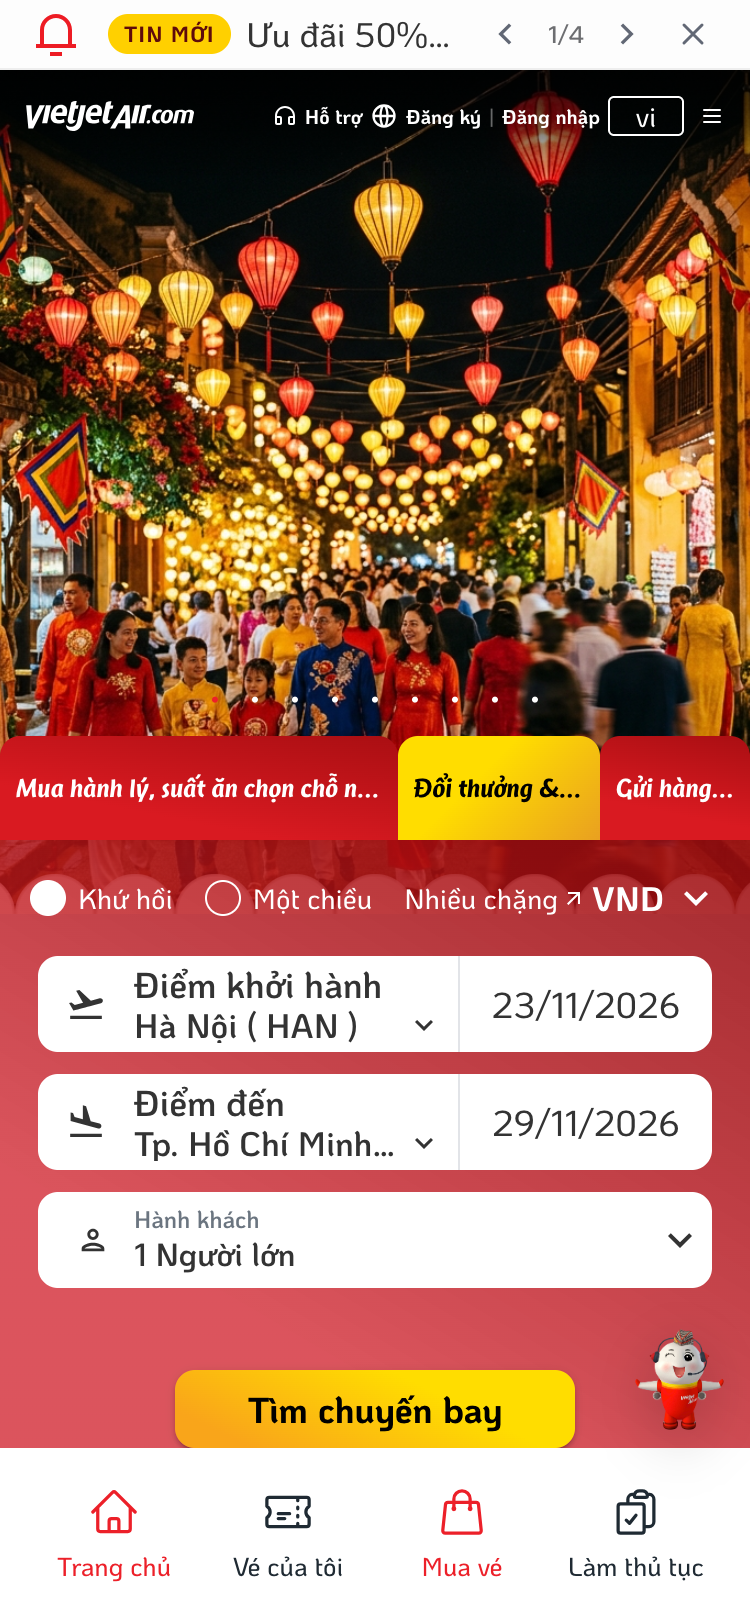 TIN MỚI
Ưu đãi 50%...
1/4
vietjetAir.com
Hỗ trợ
Đăng ký | Đăng nhập
vi
Mua hành lý, suất ăn chọn chỗ n...
Đổi thưởng &...
Gửi hàng...
Khứ hồi
Một chiều
Nhiều chặng
VND
Điểm khởi hành
Hà Nội ( HAN )
23/11/2026
Điểm đến
Tp. Hồ Chí Minh...
29/11/2026
Hành khách
1 Người lớn
Tìm chuyến bay
Trang chủ
Vé của tôi
Mua vé
Làm thủ tục